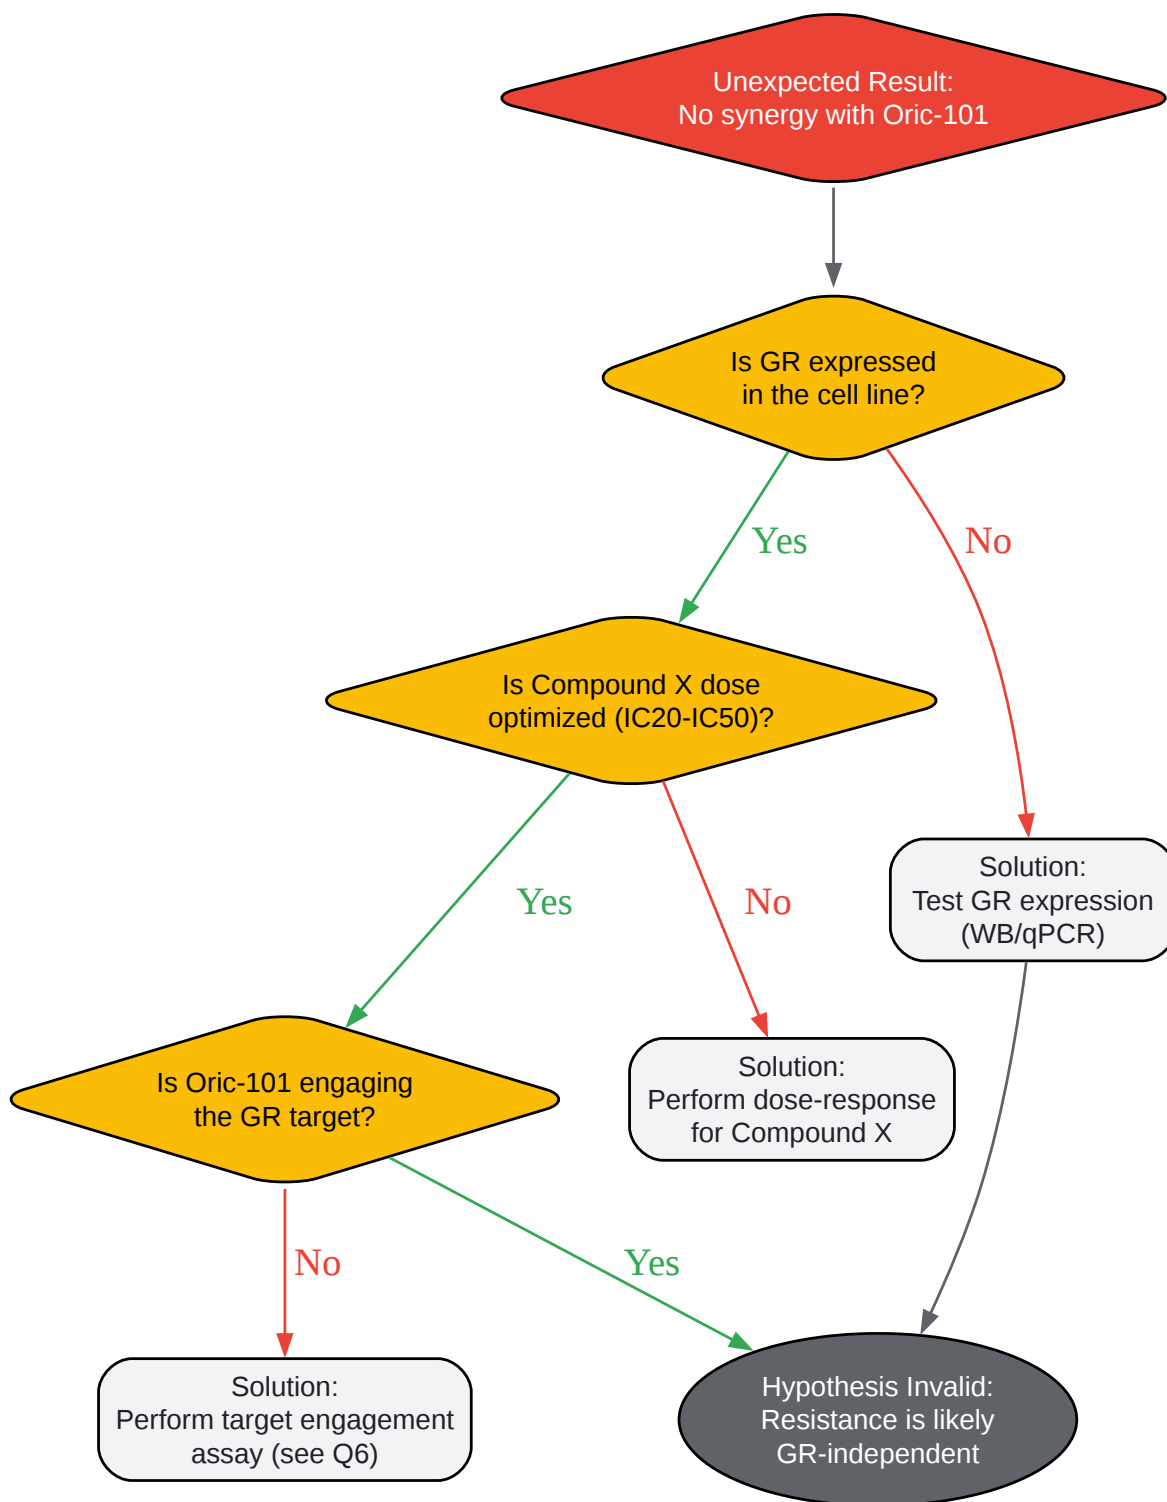 Unexpected Result:
No synergy with Oric-101
Is GR expressed
in the cell line?
Yes
No
Is Compound X dose
optimized (IC20-IC50)?
Yes
No
Solution:
Test GR expression
(WB/qPCR)
Is Oric-101 engaging
the GR target?
Solution:
Perform dose-response
for Compound X
No
Yes
Solution:
Perform target engagement
assay (see Q6)
Hypothesis Invalid:
Resistance is likely
GR-independent